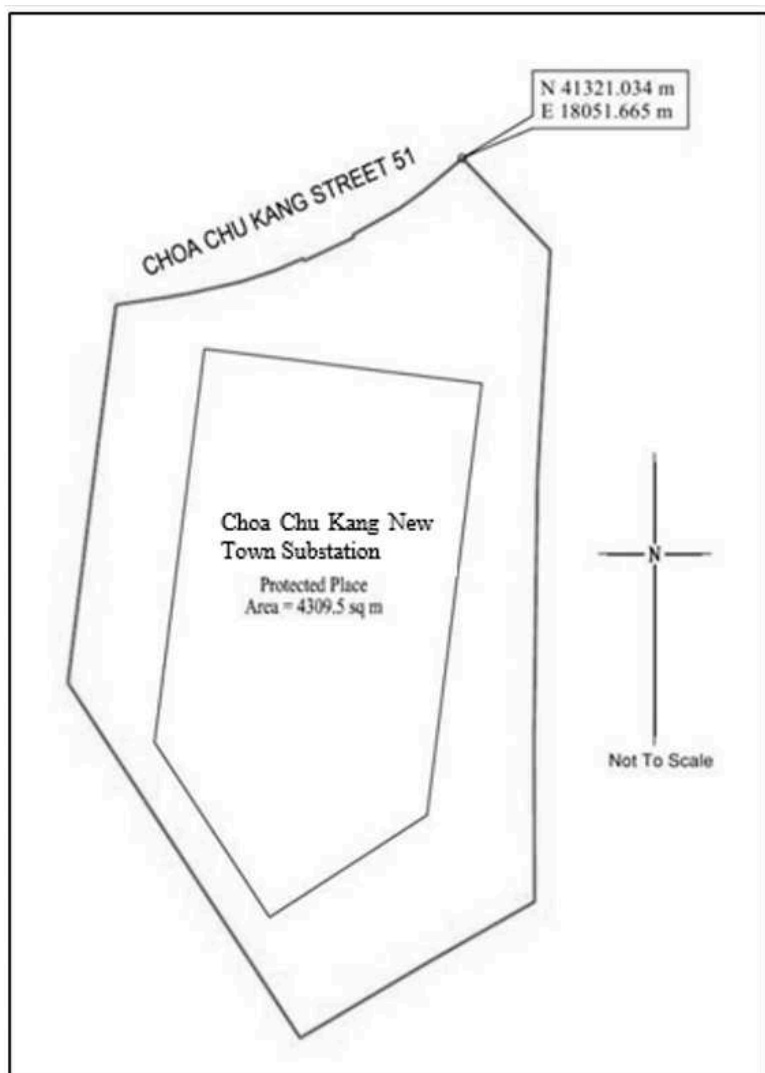 N 41321.034 m
E 18051.665 m
CHOA CHU KANG STREET 51
Choa Chu Kang New
Town Substation
Protected Place
Area = 4309.5 sq m
N
Not To Scale